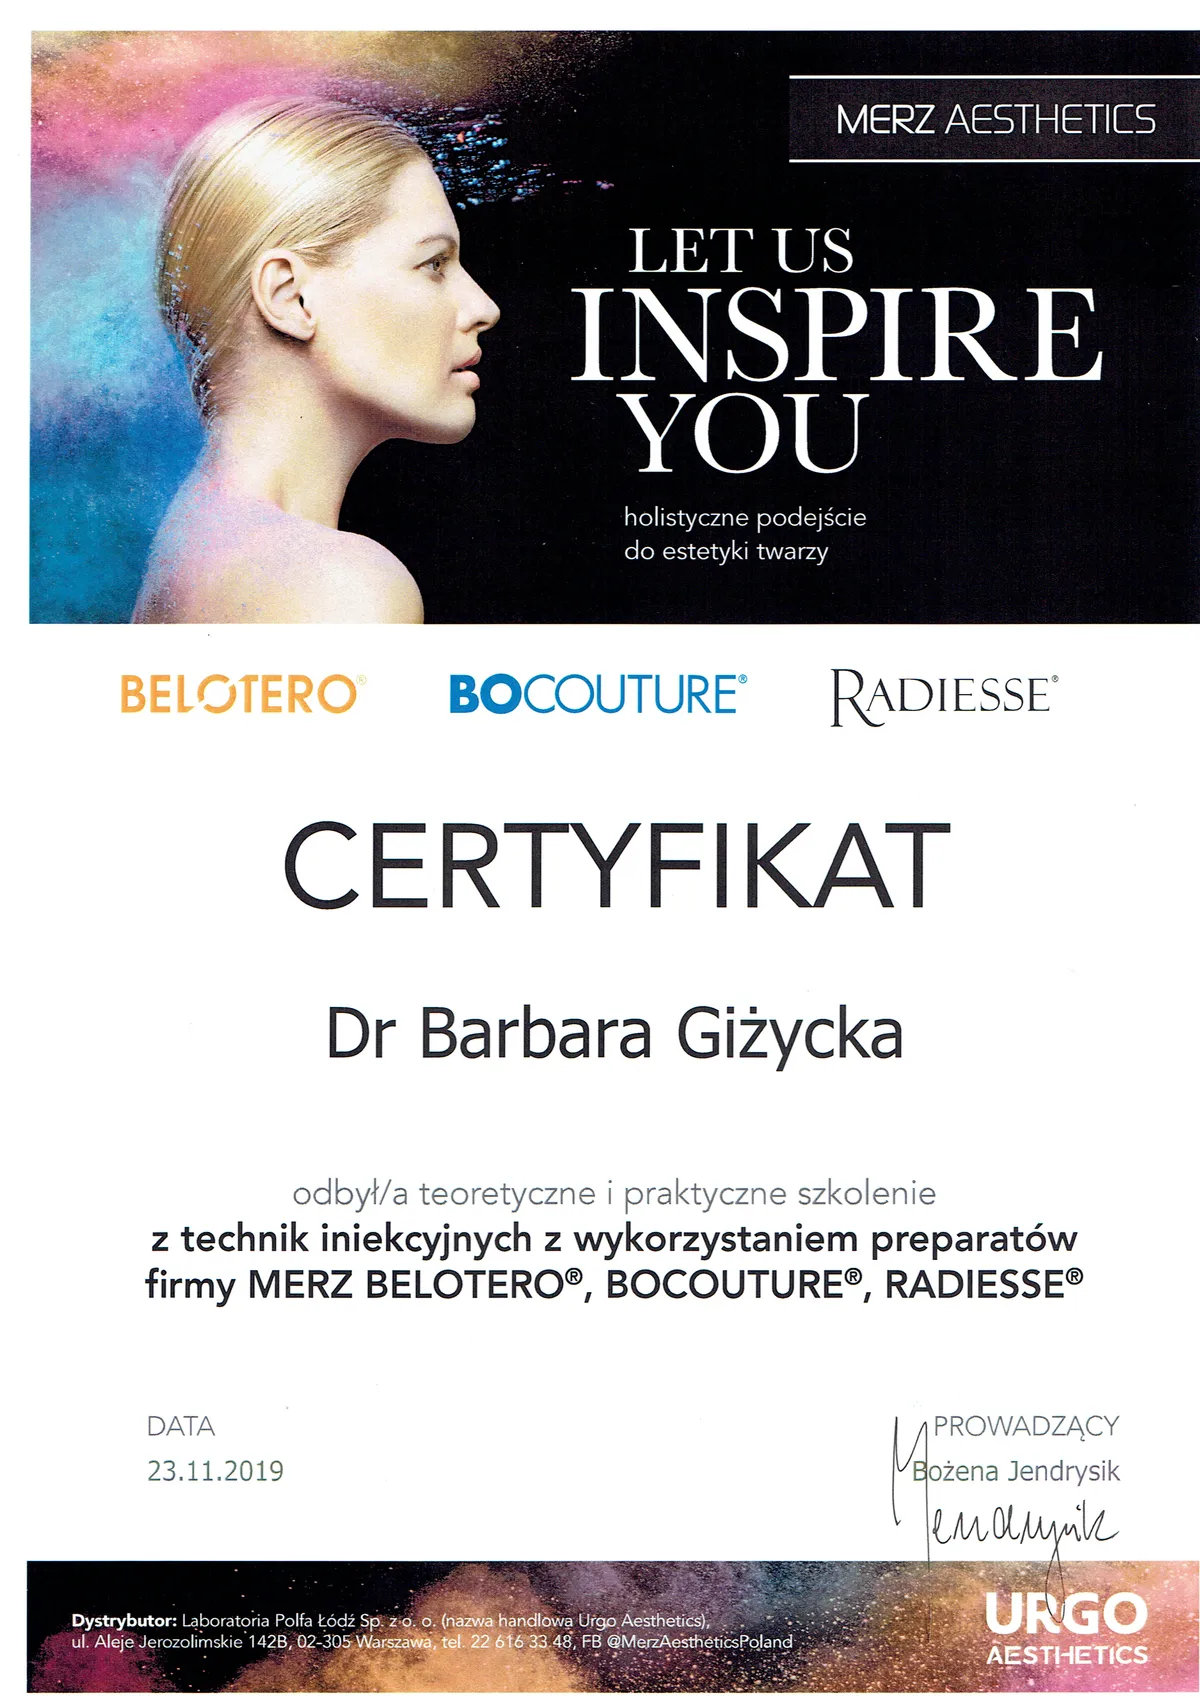 MERZ AESTHETICS
LET US
INSPIRE
YOU
holistyczne podejście
do estetyki twarzy
BELOTERO® BOCOUTURE® RADIESSE®
CERTYFIKAT
Dr Barbara Giżycka
odbył/a teoretyczne i praktyczne szkolenie
z technik iniekcyjnych z wykorzystaniem preparatów
firmy MERZ BELOTERO®, BOCOUTURE®, RADIESSE®
DATA
23.11.2019
PROWADZĄCY
Bożena Jendrysik
Jendrysik
Dystrybutor: Laboratoria Polfa Łódź Sp. z o. o. (nazwa handlowa Urgo Aesthetics),
ul. Aleje Jerozolimskie 142B, 02-305 Warszawa, tel. 22 616 33 48, FB @MerzAestheticsPoland
URGO
AESTHETICS